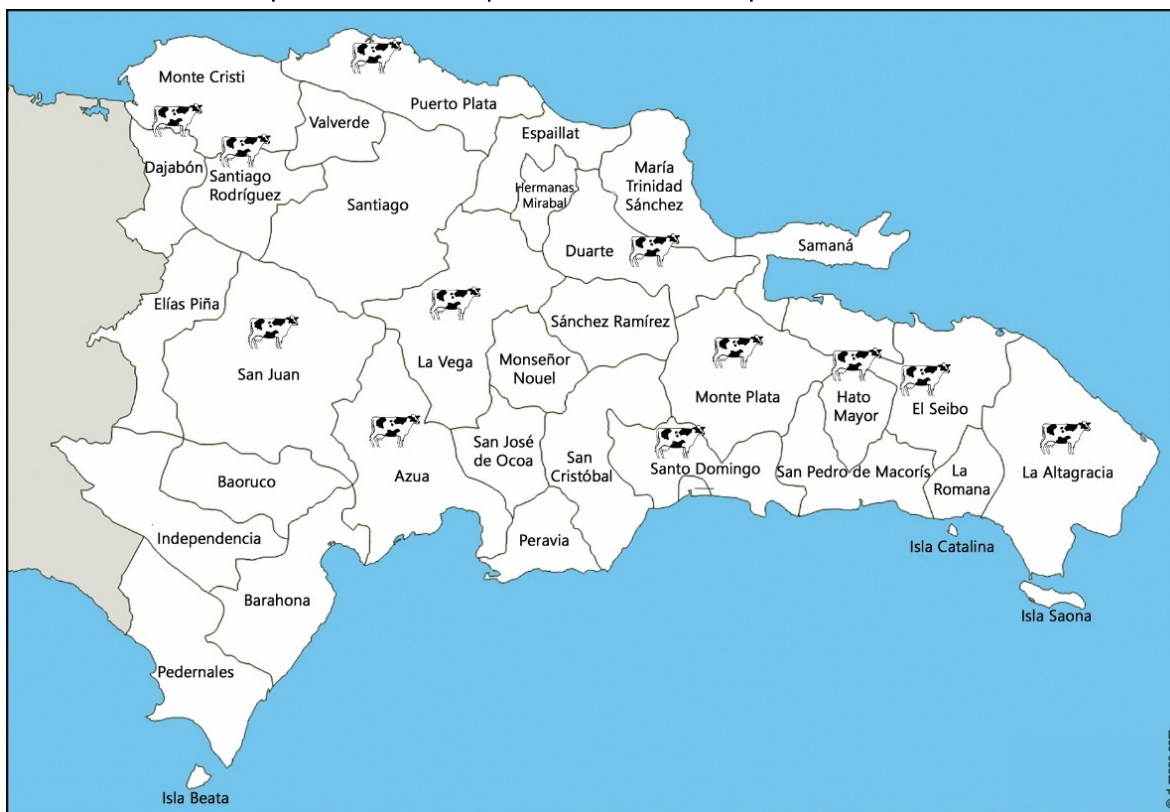 Monte Cristi
Puerto Plata
Valverde
Espaillat
Dajabón
Santiago
Rodríguez
Santiago
Hermanas
Mirabal
María
Trinidad
Sánchez
Duarte
Samaná
Elías Piña
San Juan
La Vega
Sánchez Ramírez
Monseñor
Nouel
Monte Plata
Hato
Mayor
El Seibo
La Altagracia
Azua
San José
de Ocoa
San
Cristóbal
Santo Domingo
San Pedro de Macorís
La
Romana
Baoruco
Independencia
Peravia
Isla Catalina
Barahona
Isla Saona
Pedernales
Isla Beata